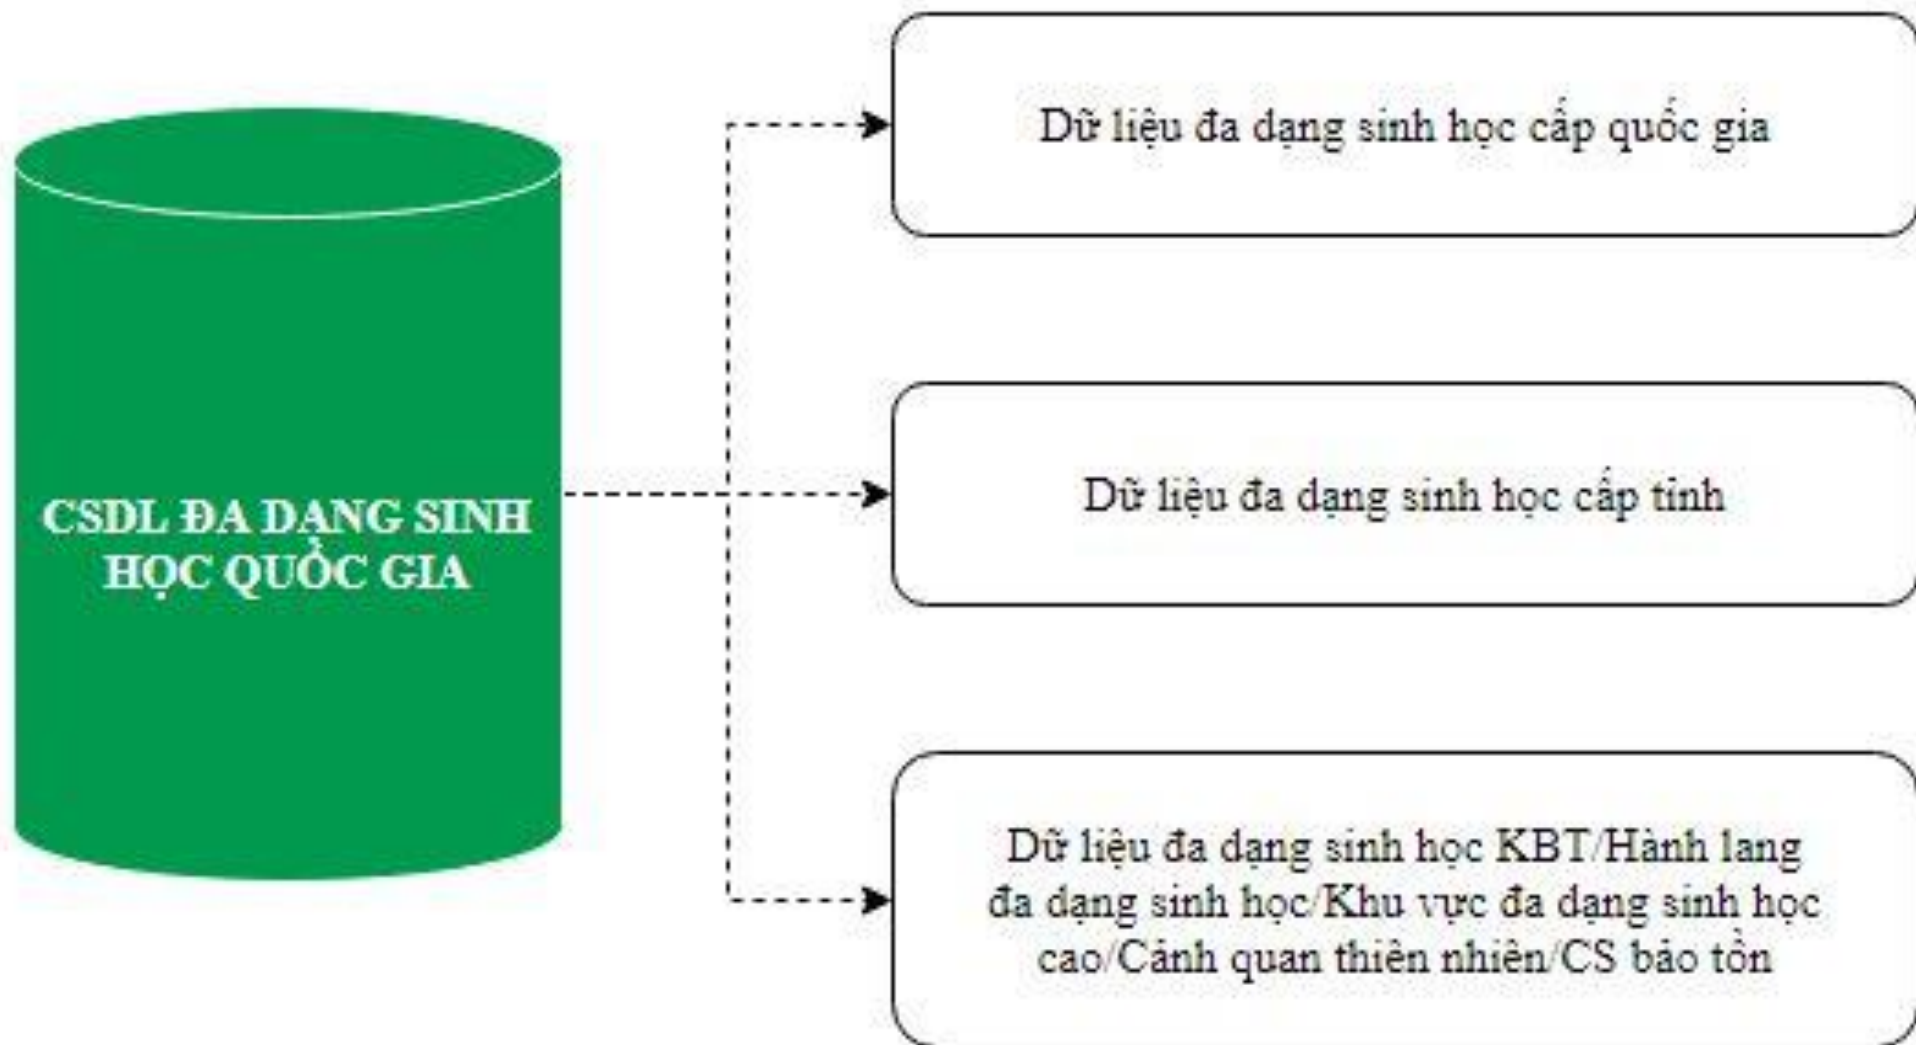 CSDL ĐA DẠNG SINH
HỌC QUỐC GIA
Dữ liệu đa dạng sinh học cấp quốc gia
Dữ liệu đa dạng sinh học cấp tỉnh
Dữ liệu đa dạng sinh học KBT/Hành lang
đa dạng sinh học/Khu vực đa dạng sinh học
cao/Cảnh quan thiên nhiên/CS bảo tồn